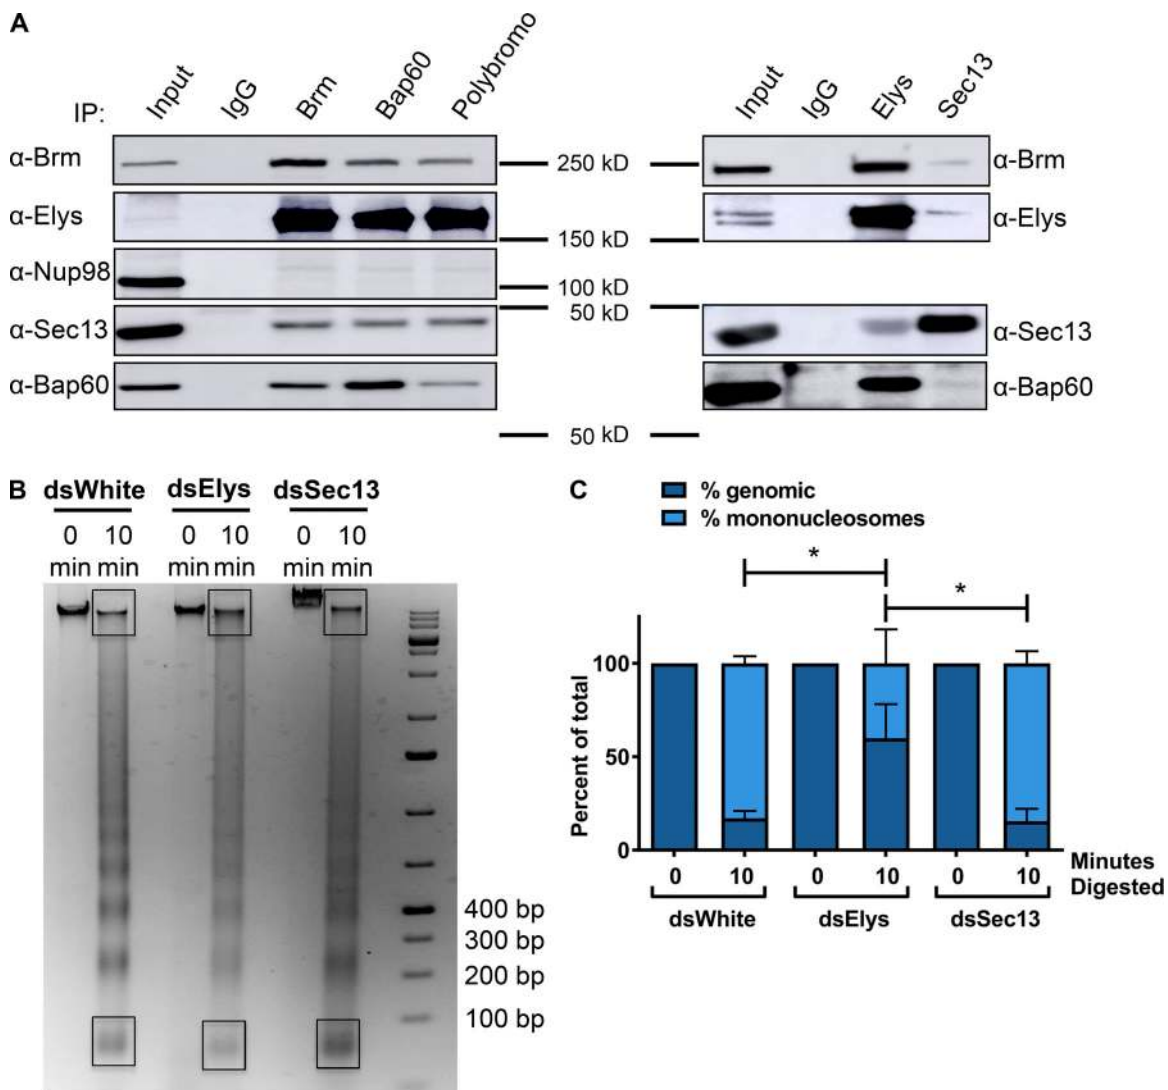 A
IP: Input IgG Brm Bap60 Polybromo Input IgG Elys Sec13
α-Brm 250 kD α-Brm
α-Elys α-Elys
150 kD
α-Nup98
100 kD
50 kD
α-Sec13 α-Sec13
α-Bap60 α-Bap60
50 kD
B dsWhite dsElys dsSec13
0 10 0 10 0 10
min min min min min min
400 bp
300 bp
200 bp
100 bp
C
% genomic
% mononucleosomes
* *
Percent of total
100
50
0
0 10 0 10 0 10 Minutes
Digested
dsWhite dsElys dsSec13